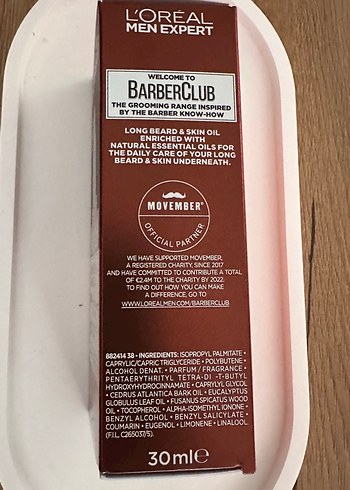 L'ORÉAL
MEN EXPERT
WELCOME TO
BARBERCLUB
THE GROOMING RANGE INSPIRED
BY THE BARBER KNOW-HOW
LONG BEARD & SKIN OIL
ENRICHED WITH
NATURAL ESSENTIAL OILS FOR
THE DAILY CARE OF YOUR LONG
BEARD & SKIN UNDERNEATH.
MOVEMBER®
OFFICIAL PARTNER
WE HAVE SUPPORTED MOVEMBER,
A REGISTERED CHARITY, SINCE 2017
AND HAVE COMMITTED TO CONTRIBUTE A TOTAL
OF €2.4M TO THE CHARITY BY 2022.
TO FIND OUT HOW YOU CAN MAKE
A DIFFERENCE, GO TO
WWW.LOREALMEN.COM/BARBERCLUB
882414 38 • INGREDIENTS: ISOPROPYL PALMITATE •
CAPRYLIC/CAPRIC TRIGLYCERIDE • POLYBUTENE •
ALCOHOL DENAT. • PARFUM / FRAGRANCE •
PENTAERYTHRITYL TETRA-DI-T-BUTYL
HYDROXYHYDROCINNAMATE • CAPRYLYL GLYCOL
• CEDRUS ATLANTICA BARK OIL • EUCALYPTUS
GLOBULUS LEAF OIL • FUSANUS SPICATUS WOOD
OIL • TOCOPHEROL • ALPHA-ISOMETHYL IONONE •
BENZYL ALCOHOL • BENZYL SALICYLATE •
COUMARIN • EUGENOL • LIMONENE • LINALOOL.
(F.I.L. C265037/5).
30 ml ℮